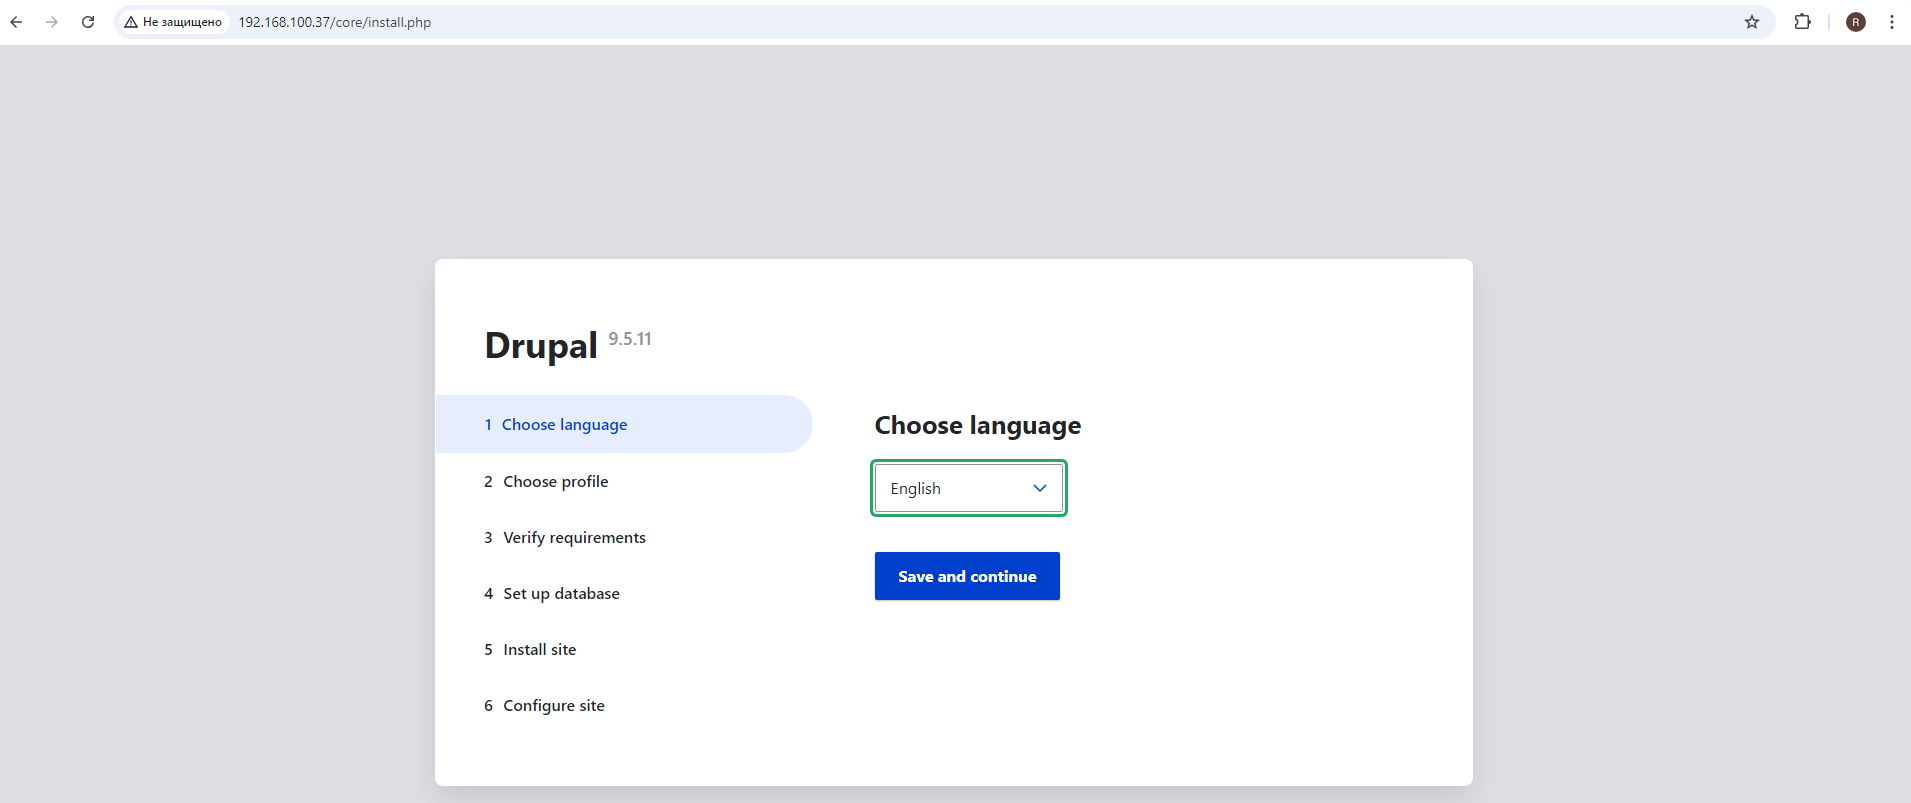 Не защищено 192.168.100.37/core/install.php
R
Drupal 9.5.11
1 Choose language
2 Choose profile
3 Verify requirements
4 Set up database
5 Install site
6 Configure site
Choose language
English
Save and continue